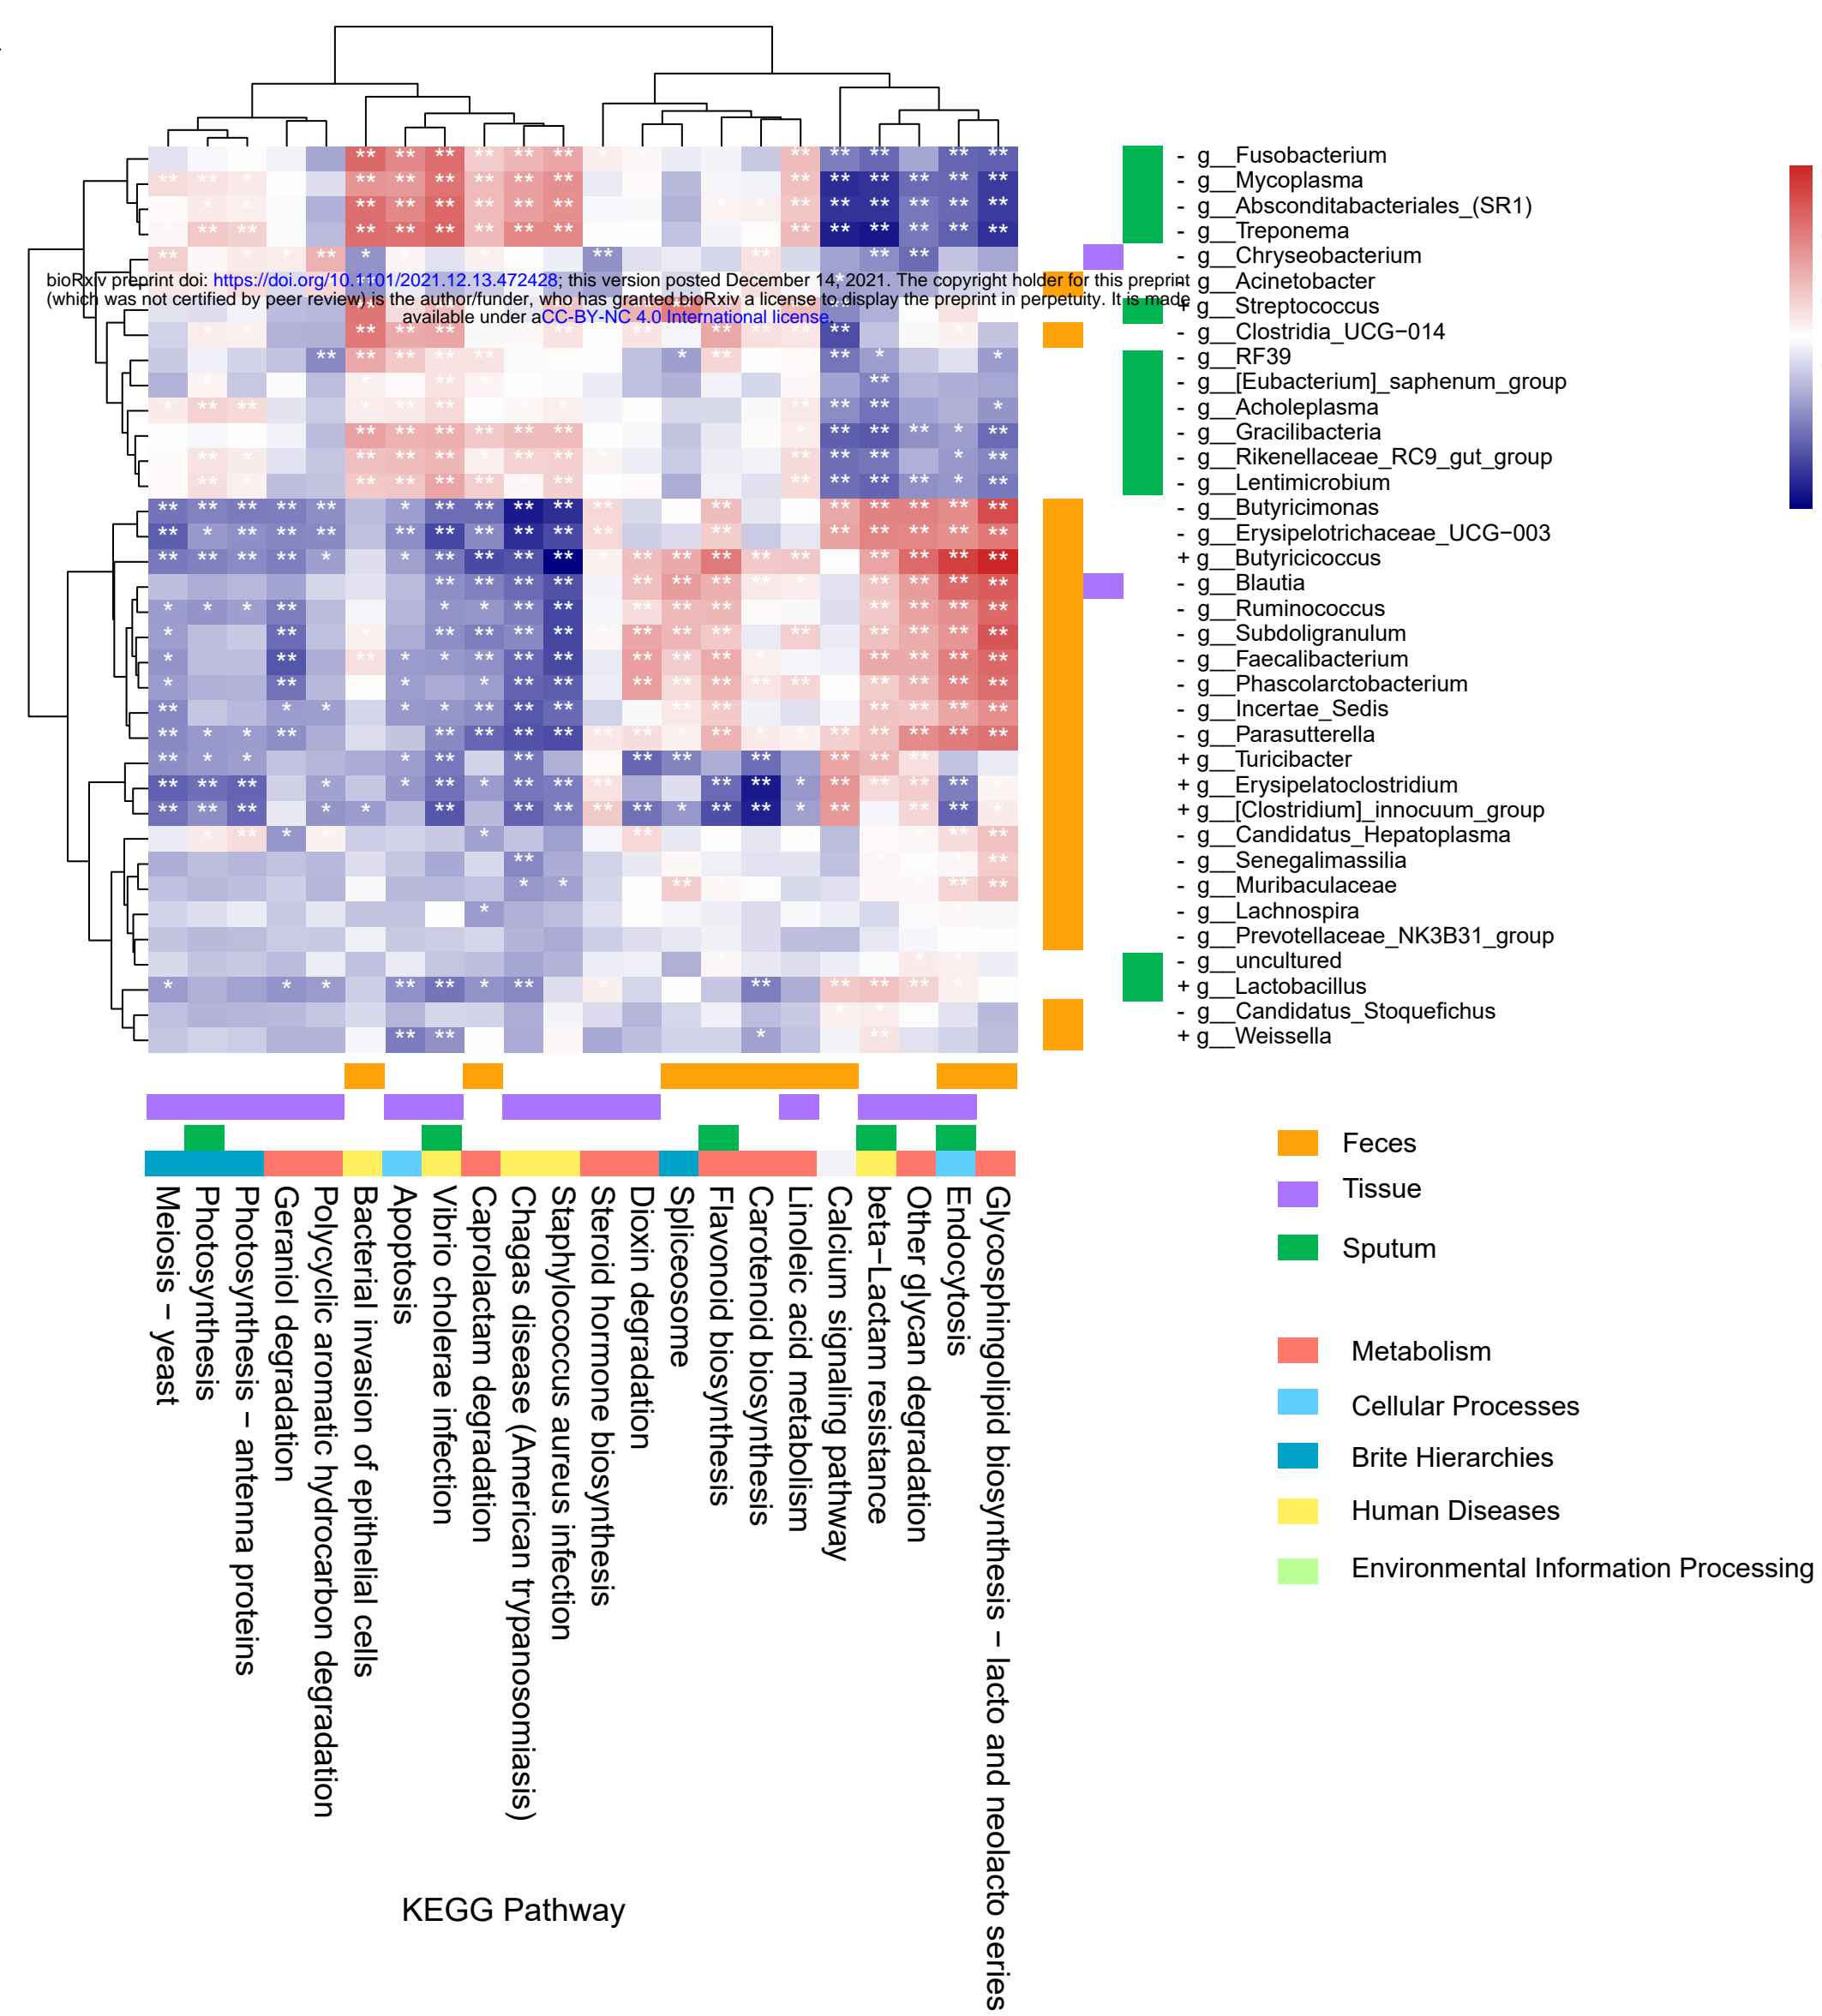 - g__Fusobacterium
- g__Mycoplasma
- g__Absconditabacteriales_(SR1)
- g__Treponema
- g__Chryseobacterium
bioRxiv preprint doi: https://doi.org/10.1101/2021.12.13.472428; this version posted December 14, 2021. The copyright holder for this preprint
(which was not certified by peer review) is the author/funder, who has granted bioRxiv a license to display the preprint in perpetuity. It is made
available under aCC-BY-NC 4.0 International license.
- g__Acinetobacter
+ g__Streptococcus
- g__Clostridia_UCG−014
- g__RF39
- g__[Eubacterium]_saphenum_group
- g__Acholeplasma
- g__Gracilibacteria
- g__Rikenellaceae_RC9_gut_group
- g__Lentimicrobium
- g__Butyricimonas
- g__Erysipelotrichaceae_UCG−003
+ g__Butyricicoccus
- g__Blautia
- g__Ruminococcus
- g__Subdoligranulum
- g__Faecalibacterium
- g__Phascolarctobacterium
- g__Incertae_Sedis
- g__Parasutterella
+ g__Turicibacter
+ g__Erysipelatoclostridium
+ g__[Clostridium]_innocuum_group
- g__Candidatus_Hepatoplasma
- g__Senegalimassilia
- g__Muribaculaceae
- g__Lachnospira
- g__Prevotellaceae_NK3B31_group
- g__uncultured
+ g__Lactobacillus
- g__Candidatus_Stoquefichus
+ g__Weissella
Meiosis − yeast
Photosynthesis
Photosynthesis − antenna proteins
Geraniol degradation
Polycyclic aromatic hydrocarbon degradation
Bacterial invasion of epithelial cells
Apoptosis
Vibrio cholerae infection
Caprolactam degradation
Chagas disease (American trypanosomiasis)
Staphylococcus aureus infection
Steroid hormone biosynthesis
Dioxin degradation
Spliceosome
Flavonoid biosynthesis
Carotenoid biosynthesis
Linoleic acid metabolism
Calcium signaling pathway
beta−Lactam resistance
Other glycan degradation
Endocytosis
Glycosphingolipid biosynthesis − lacto and neolacto series
Feces
Tissue
Sputum
Metabolism
Cellular Processes
Brite Hierarchies
Human Diseases
Environmental Information Processing
KEGG Pathway